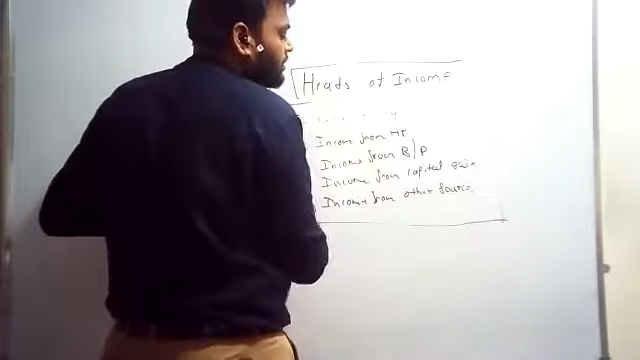 Heads of Income
Income from HP
Income from B/P
Income from capital gain
Income from other source